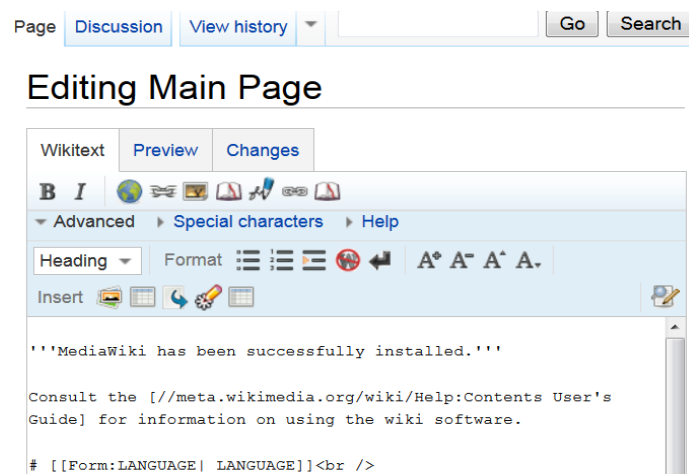 Page Discussion View history Go Search
Editing Main Page
Wikitext Preview Changes
B I
Advanced Special characters Help
Heading Format A+ A- A^ A.
Insert
'''MediaWiki has been successfully installed.'''
Consult the [//meta.wikimedia.org/wiki/Help:Contents User's
Guide] for information on using the wiki software.
# [[Form:LANGUAGE| LANGUAGE]]<br />